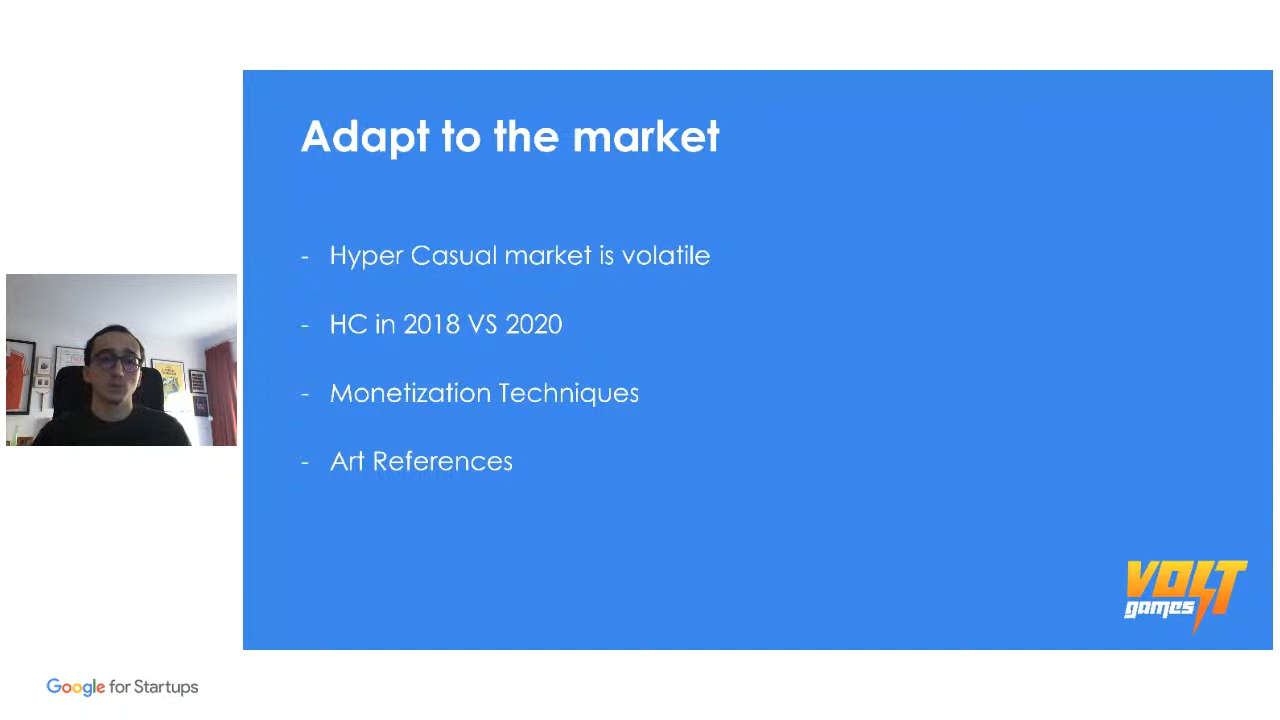 Adapt to the market
- Hyper Casual market is volatile
- HC in 2018 VS 2020
- Monetization Techniques
- Art References
VOLT
games
Google for Startups